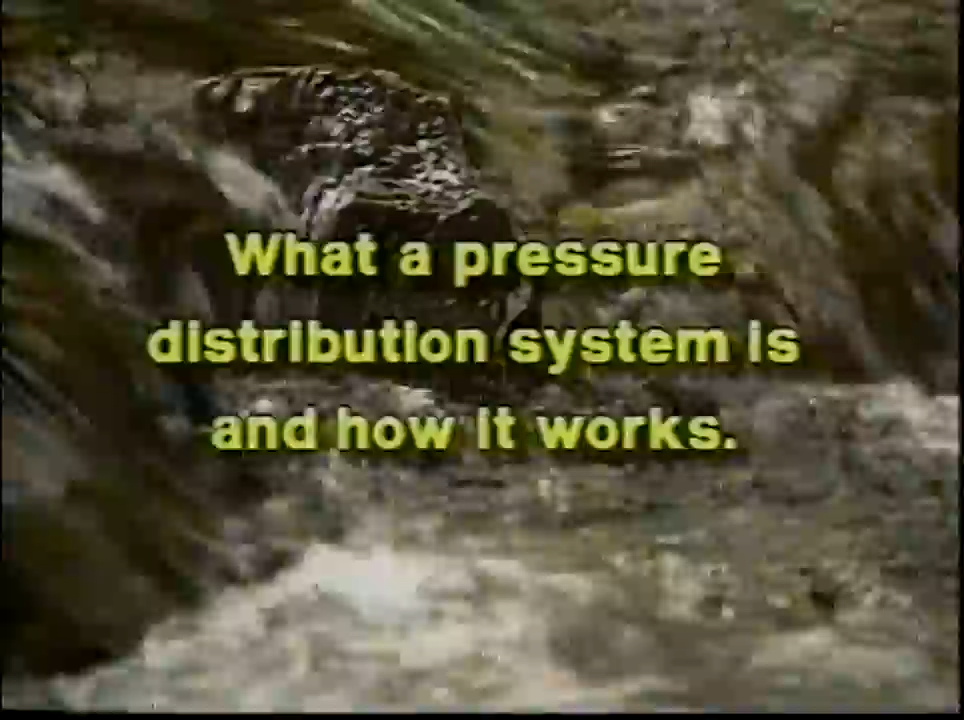 What a pressure
distribution system is
and how it works.